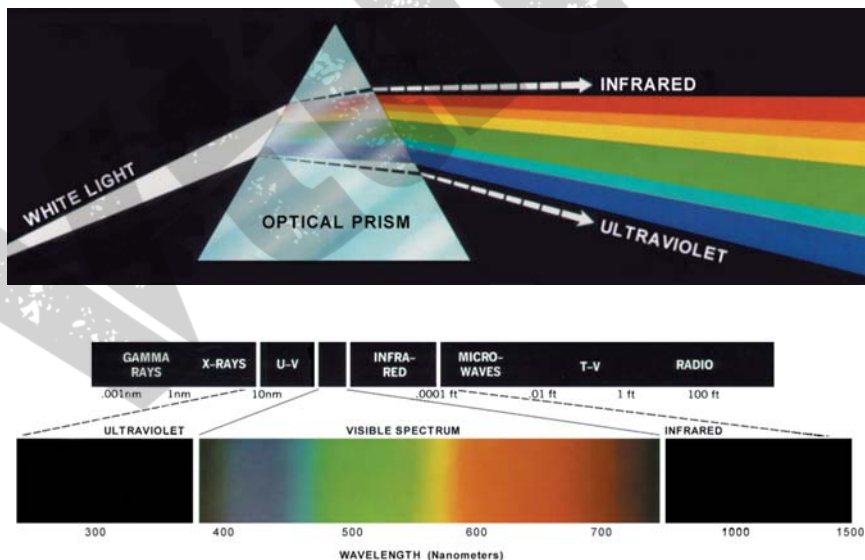 INFRARED
WHITE LIGHT
OPTICAL PRISM
ULTRAVIOLET
GAMMA RAYS X-RAYS U-V INFRA-RED MICRO-WAVES T-V RADIO
.001nm 1nm 10nm .0001 ft .01 ft 1 ft 100 ft
ULTRAVIOLET VISIBLE SPECTRUM INFRARED
300 400 500 600 700 1000 1500
WAVELENGTH (Nanometers)